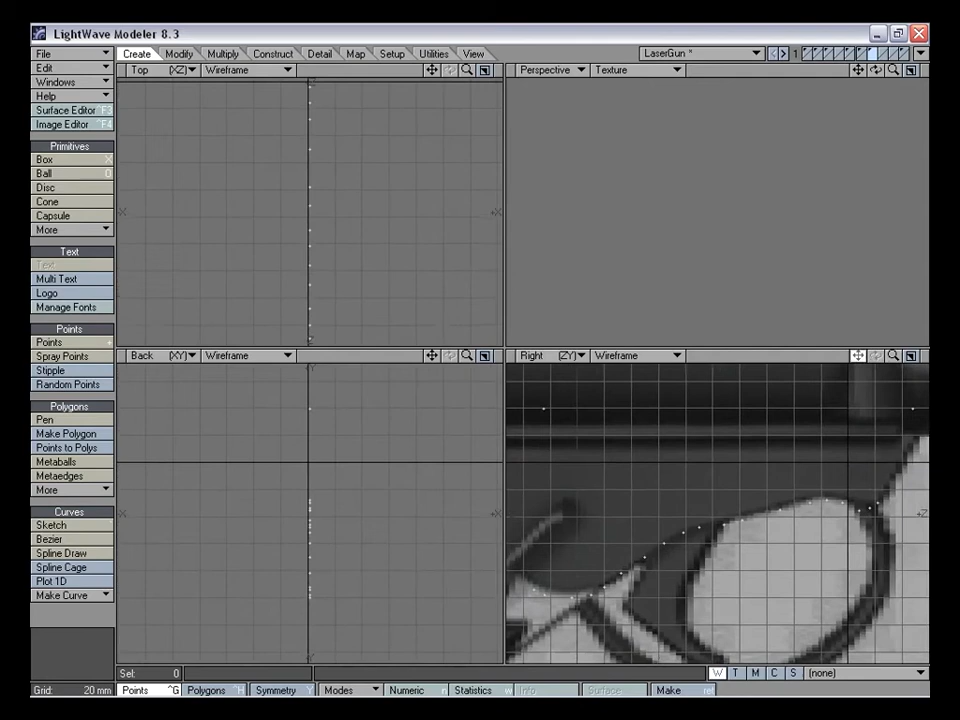 LightWave Modeler 8.3
File Create Modify Multiply Construct Detail Map Setup Utilities View LaserGun * 1
Edit Top (XZ) Wireframe Perspective Texture
Windows
Help
Surface Editor F3
Image Editor ^F4
Primitives
Box X
Ball O
Disc
Cone
Capsule
More
Text
Text
Multi Text
Logo
Manage Fonts
Points
Points +
Spray Points Back (XY) Wireframe Right (ZY) Wireframe
Stipple
Random Points
Polygons
Pen
Make Polygon
Points to Polys
Metaballs
Metaedges
More
Curves
Sketch
Bezier
Spline Draw
Spline Cage
Plot 1D
Make Curve
Sel: 0 W T M C S (none)
Grid: 20 mm Points ^G Polygons ^H Symmetry Y Modes Numeric n Statistics w Info Surface Make ret